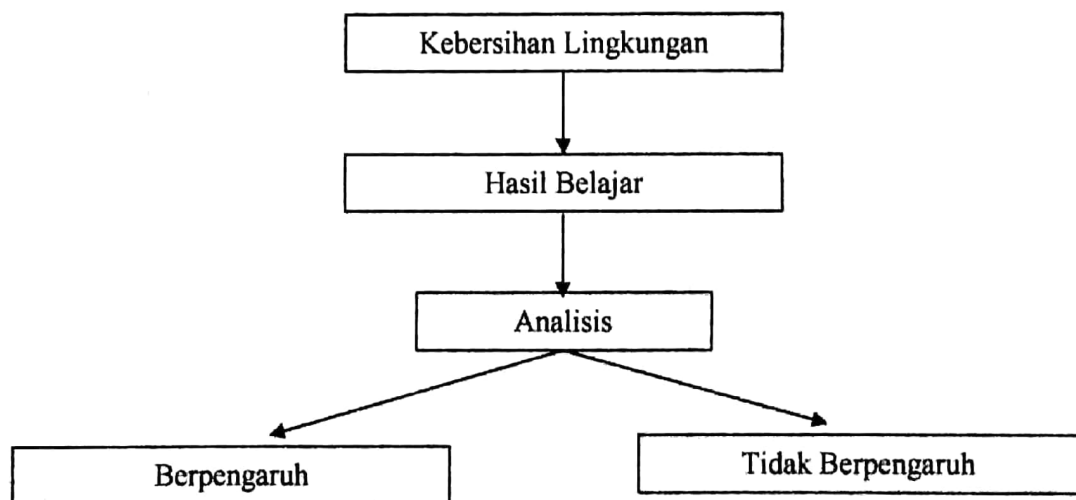 Kebersihan Lingkungan
Hasil Belajar
Analisis
Berpengaruh
Tidak Berpengaruh